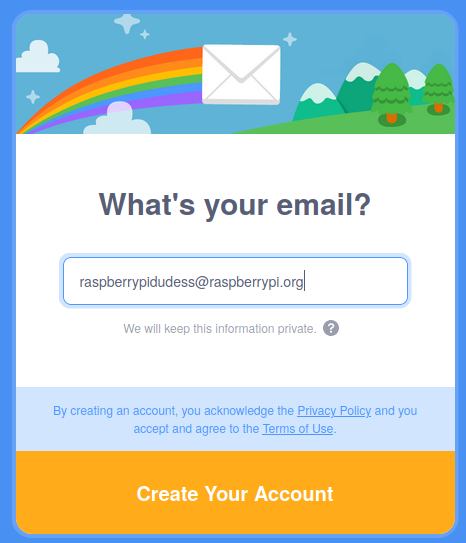 What's your email?
raspberrypidudess@raspberrypi.org
We will keep this information private. ?
By creating an account, you acknowledge the Privacy Policy and you
accept and agree to the Terms of Use.
Create Your Account